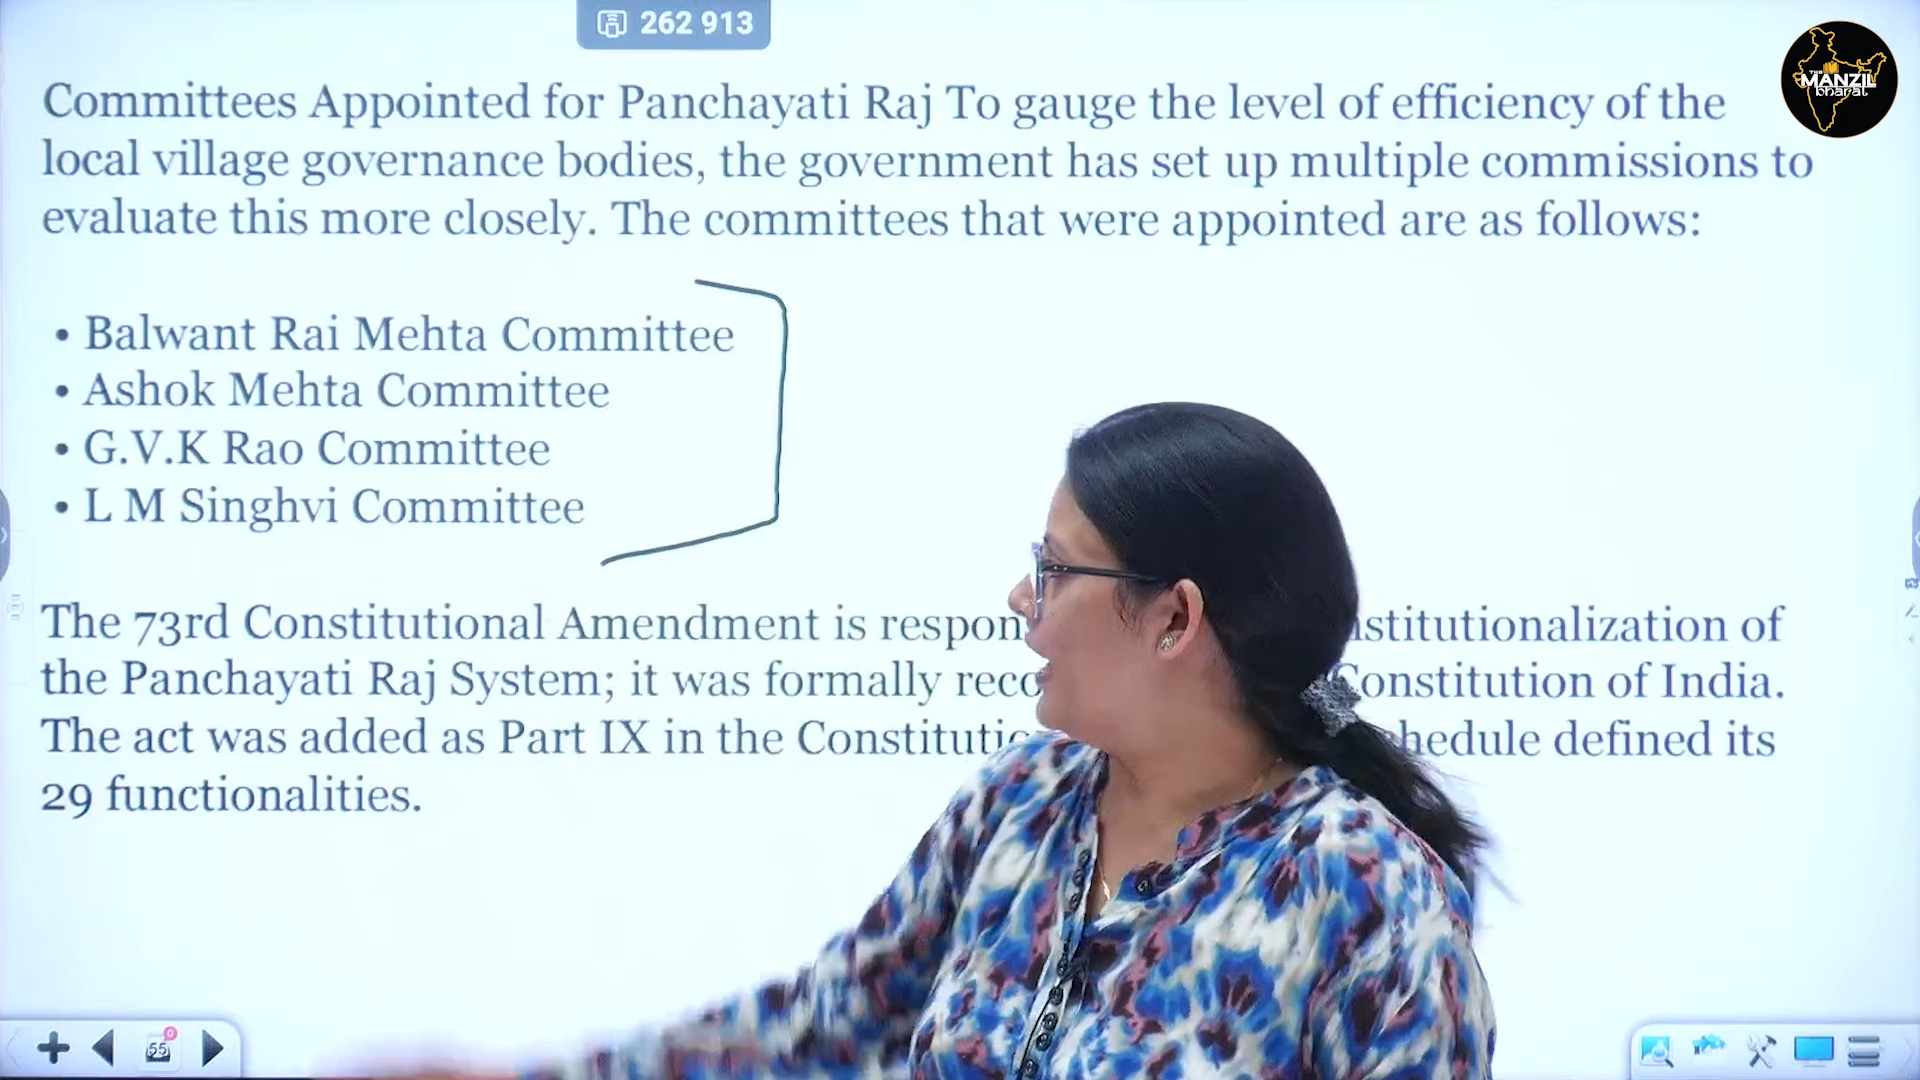 262 913
THE
MANZIL
bharat
Committees Appointed for Panchayati Raj To gauge the level of efficiency of the
local village governance bodies, the government has set up multiple commissions to
evaluate this more closely. The committees that were appointed are as follows:
• Balwant Rai Mehta Committee
• Ashok Mehta Committee
• G.V.K Rao Committee
• L M Singhvi Committee
The 73rd Constitutional Amendment is respon stitutionalization of
the Panchayati Raj System; it was formally reco Constitution of India.
The act was added as Part IX in the Constitutio hedule defined its
29 functionalities.
55
0